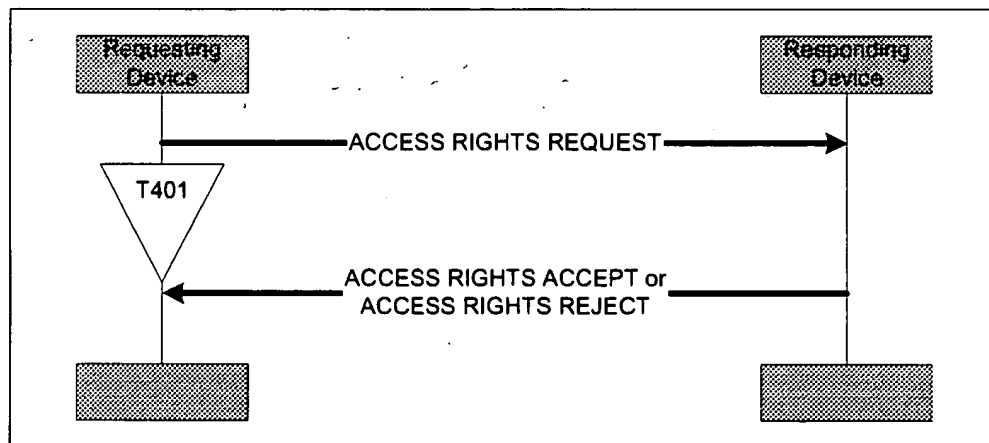 Requesting
Device
Responding
Device
ACCESS RIGHTS REQUEST
T401
ACCESS RIGHTS ACCEPT or
ACCESS RIGHTS REJECT